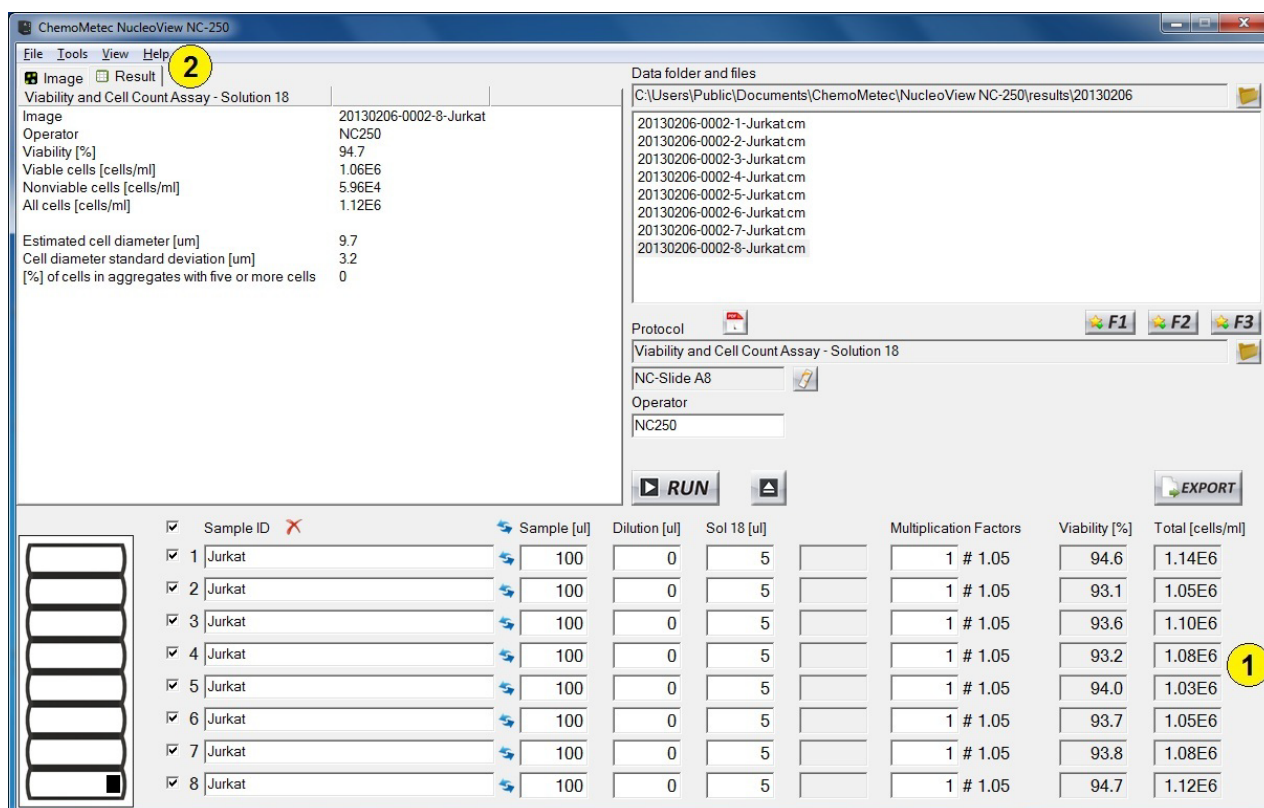 ChemoMetec NucleoView NC-250
File Tools View Help
2
Image Result
Viability and Cell Count Assay - Solution 18
Image 20130206-0002-8-Jurkat
Operator NC250
Viability [%] 94.7
Viable cells [cells/ml] 1.06E6
Nonviable cells [cells/ml] 5.96E4
All cells [cells/ml] 1.12E6
Estimated cell diameter [um] 9.7
Cell diameter standard deviation [um] 3.2
[%] of cells in aggregates with five or more cells 0
Data folder and files
C:\Users\Public\Documents\ChemoMetec\NucleoView NC-250\results\20130206
20130206-0002-1-Jurkat.cm
20130206-0002-2-Jurkat.cm
20130206-0002-3-Jurkat.cm
20130206-0002-4-Jurkat.cm
20130206-0002-5-Jurkat.cm
20130206-0002-6-Jurkat.cm
20130206-0002-7-Jurkat.cm
20130206-0002-8-Jurkat.cm
Protocol F1 F2 F3
Viability and Cell Count Assay - Solution 18
NC-Slide A8
Operator
NC250
RUN EXPORT
Sample ID Sample [ul] Dilution [ul] Sol 18 [ul] Multiplication Factors Viability [%] Total [cells/ml]
1 Jurkat 100 0 5 1 # 1.05 94.6 1.14E6
2 Jurkat 100 0 5 1 # 1.05 93.1 1.05E6
3 Jurkat 100 0 5 1 # 1.05 93.6 1.10E6
4 Jurkat 100 0 5 1 # 1.05 93.2 1.08E6
1
5 Jurkat 100 0 5 1 # 1.05 94.0 1.03E6
6 Jurkat 100 0 5 1 # 1.05 93.7 1.05E6
7 Jurkat 100 0 5 1 # 1.05 93.8 1.08E6
8 Jurkat 100 0 5 1 # 1.05 94.7 1.12E6